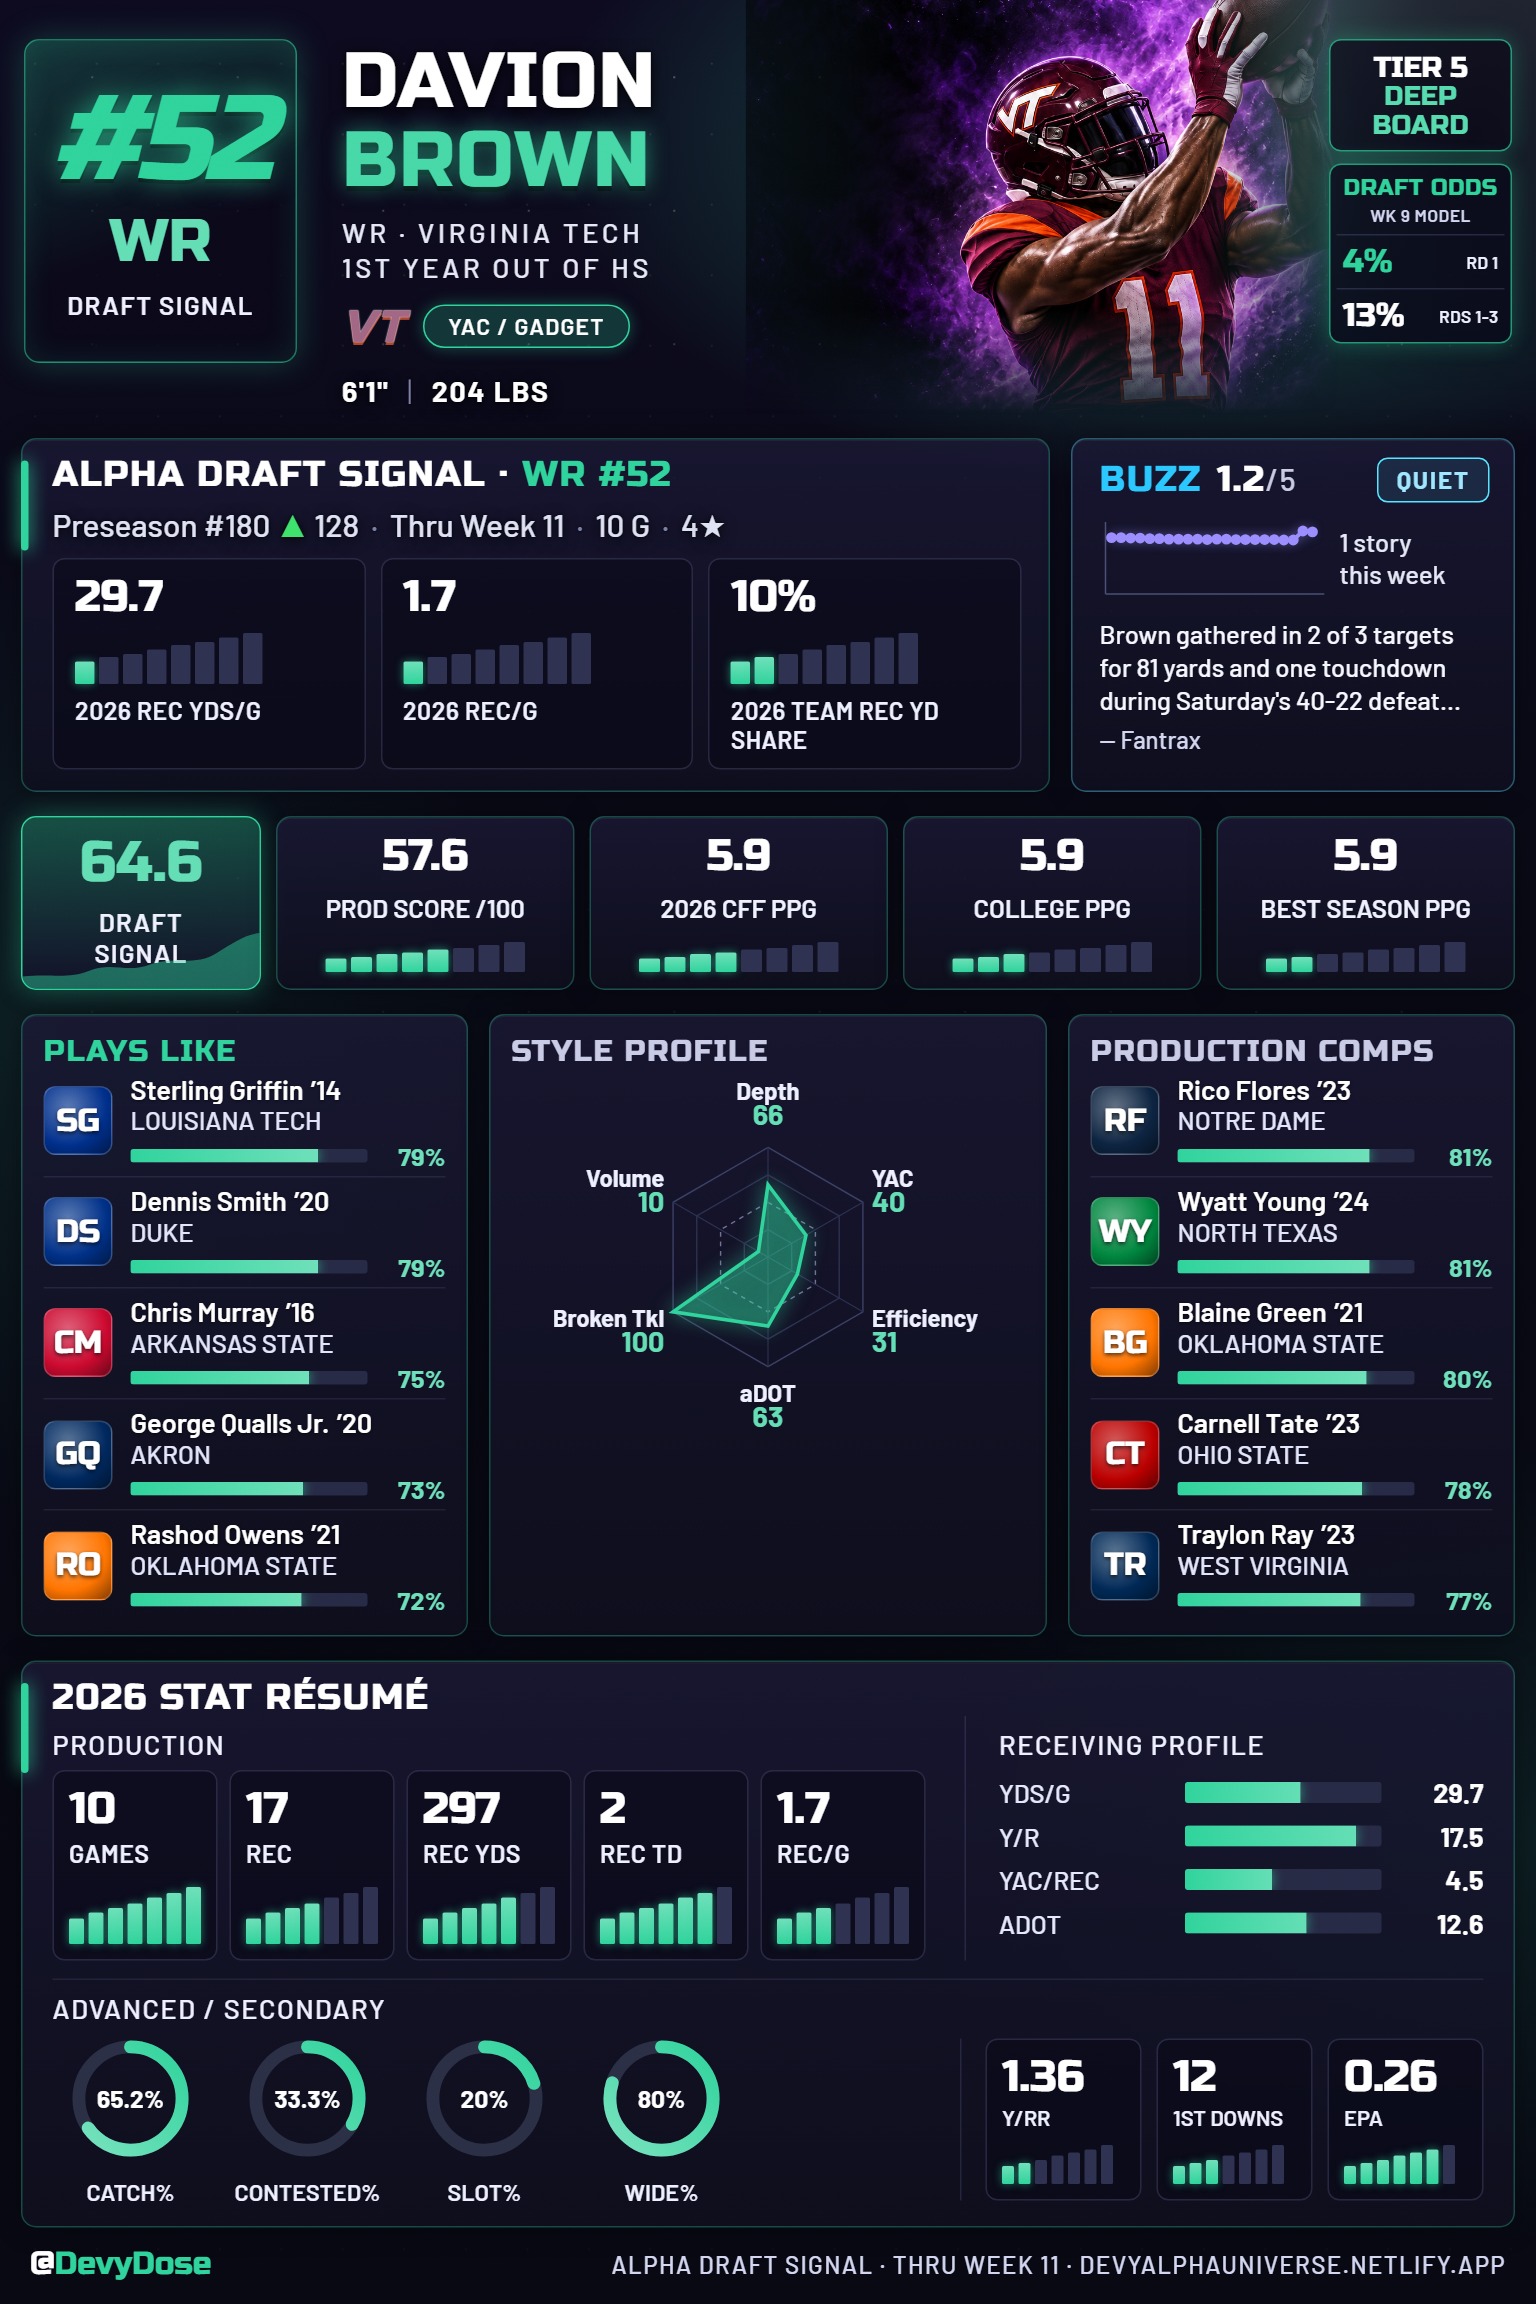 #52
WR
DRAFT SIGNAL
DAVION
BROWN
WR · VIRGINIA TECH
1ST YEAR OUT OF HS
VT
YAC / GADGET
6'1" | 204 LBS
VT
11
TIER 5
DEEP
BOARD
DRAFT ODDS
WK 9 MODEL
4% RD 1
13% RDS 1-3
ALPHA DRAFT SIGNAL · WR #52
Preseason #180 ▲ 128 · Thru Week 11 · 10 G · 4★
29.7
2026 REC YDS/G
1.7
2026 REC/G
10%
2026 TEAM REC YD
SHARE
BUZZ 1.2/5
QUIET
1 story
this week
Brown gathered in 2 of 3 targets
for 81 yards and one touchdown
during Saturday's 40-22 defeat...
— Fantrax
64.6
DRAFT
SIGNAL
57.6
PROD SCORE /100
5.9
2026 CFF PPG
5.9
COLLEGE PPG
5.9
BEST SEASON PPG
PLAYS LIKE
SG
Sterling Griffin '14
LOUISIANA TECH
79%
DS
Dennis Smith '20
DUKE
79%
CM
Chris Murray '16
ARKANSAS STATE
75%
GQ
George Qualls Jr. '20
AKRON
73%
RO
Rashod Owens '21
OKLAHOMA STATE
72%
STYLE PROFILE
Depth
66
YAC
40
Efficiency
31
aDOT
63
Broken Tkl
100
Volume
10
PRODUCTION COMPS
RF
Rico Flores '23
NOTRE DAME
81%
WY
Wyatt Young '24
NORTH TEXAS
81%
BG
Blaine Green '21
OKLAHOMA STATE
80%
CT
Carnell Tate '23
OHIO STATE
78%
TR
Traylon Ray '23
WEST VIRGINIA
77%
2026 STAT RÉSUMÉ
PRODUCTION
10
GAMES
17
REC
297
REC YDS
2
REC TD
1.7
REC/G
RECEIVING PROFILE
YDS/G 29.7
Y/R 17.5
YAC/REC 4.5
ADOT 12.6
ADVANCED / SECONDARY
65.2%
CATCH%
33.3%
CONTESTED%
20%
SLOT%
80%
WIDE%
1.36
Y/RR
12
1ST DOWNS
0.26
EPA
@DevyDose
ALPHA DRAFT SIGNAL · THRU WEEK 11 · DEVYALPHAUNIVERSE.NETLIFY.APP